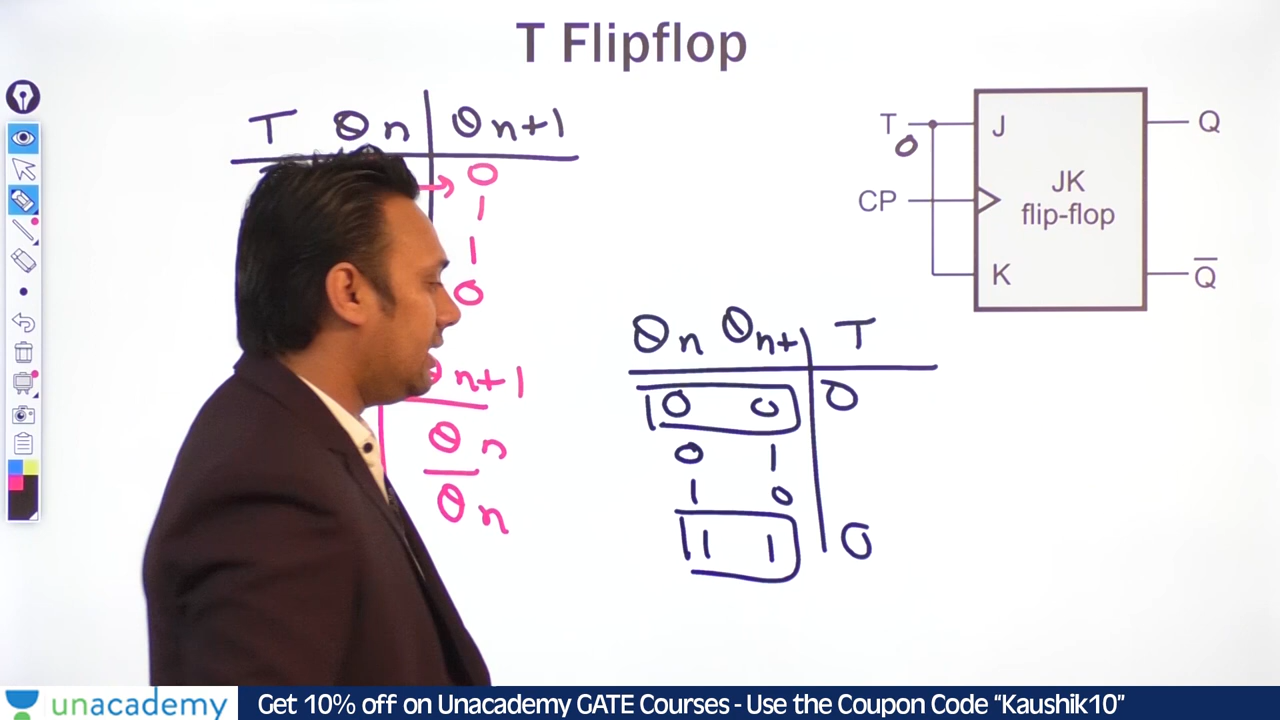 T Flipflop
T Qn Qn+1
0
1
1
0
n+1
Qn
Q̅n
T
0
CP
J
JK
flip-flop
K
Q
Q̅
Qn Qn+1 T
0 0 0
0 1
1 0
1 1 0
unacademy
Get 10% off on Unacademy GATE Courses - Use the Coupon Code “Kaushik10”